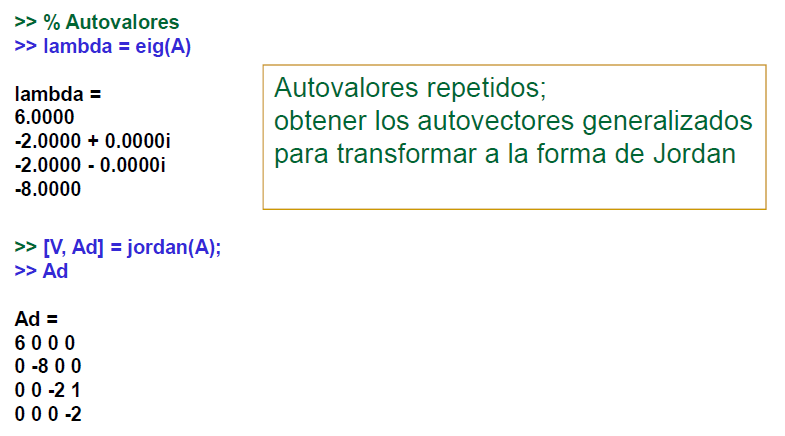 >> % Autovalores
>> lambda = eig(A)
lambda =
6.0000
-2.0000 + 0.0000i
-2.0000 - 0.0000i
-8.0000
Autovalores repetidos;
obtener los autovectores generalizados
para transformar a la forma de Jordan
>> [V, Ad] = jordan(A);
>> Ad
Ad =
6 0 0 0
0 -8 0 0
0 0 -2 1
0 0 0 -2